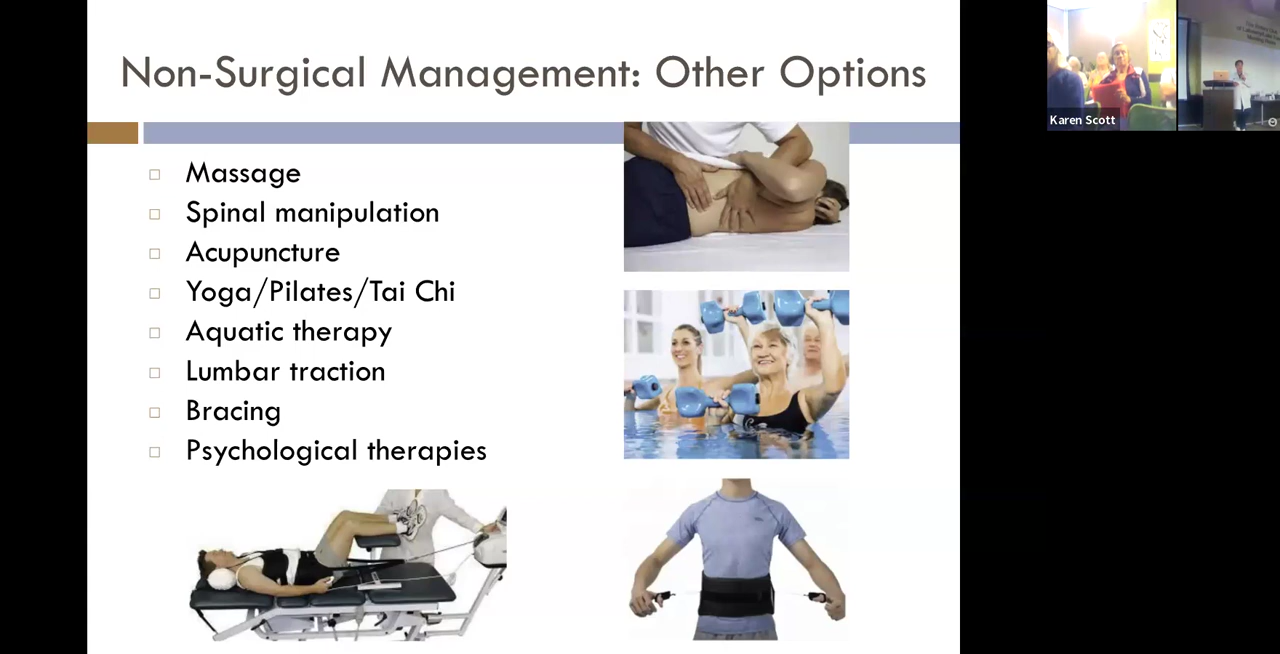 Non-Surgical Management: Other Options
Massage
Spinal manipulation
Acupuncture
Yoga/Pilates/Tai Chi
Aquatic therapy
Lumbar traction
Bracing
Psychological therapies
Karen Scott